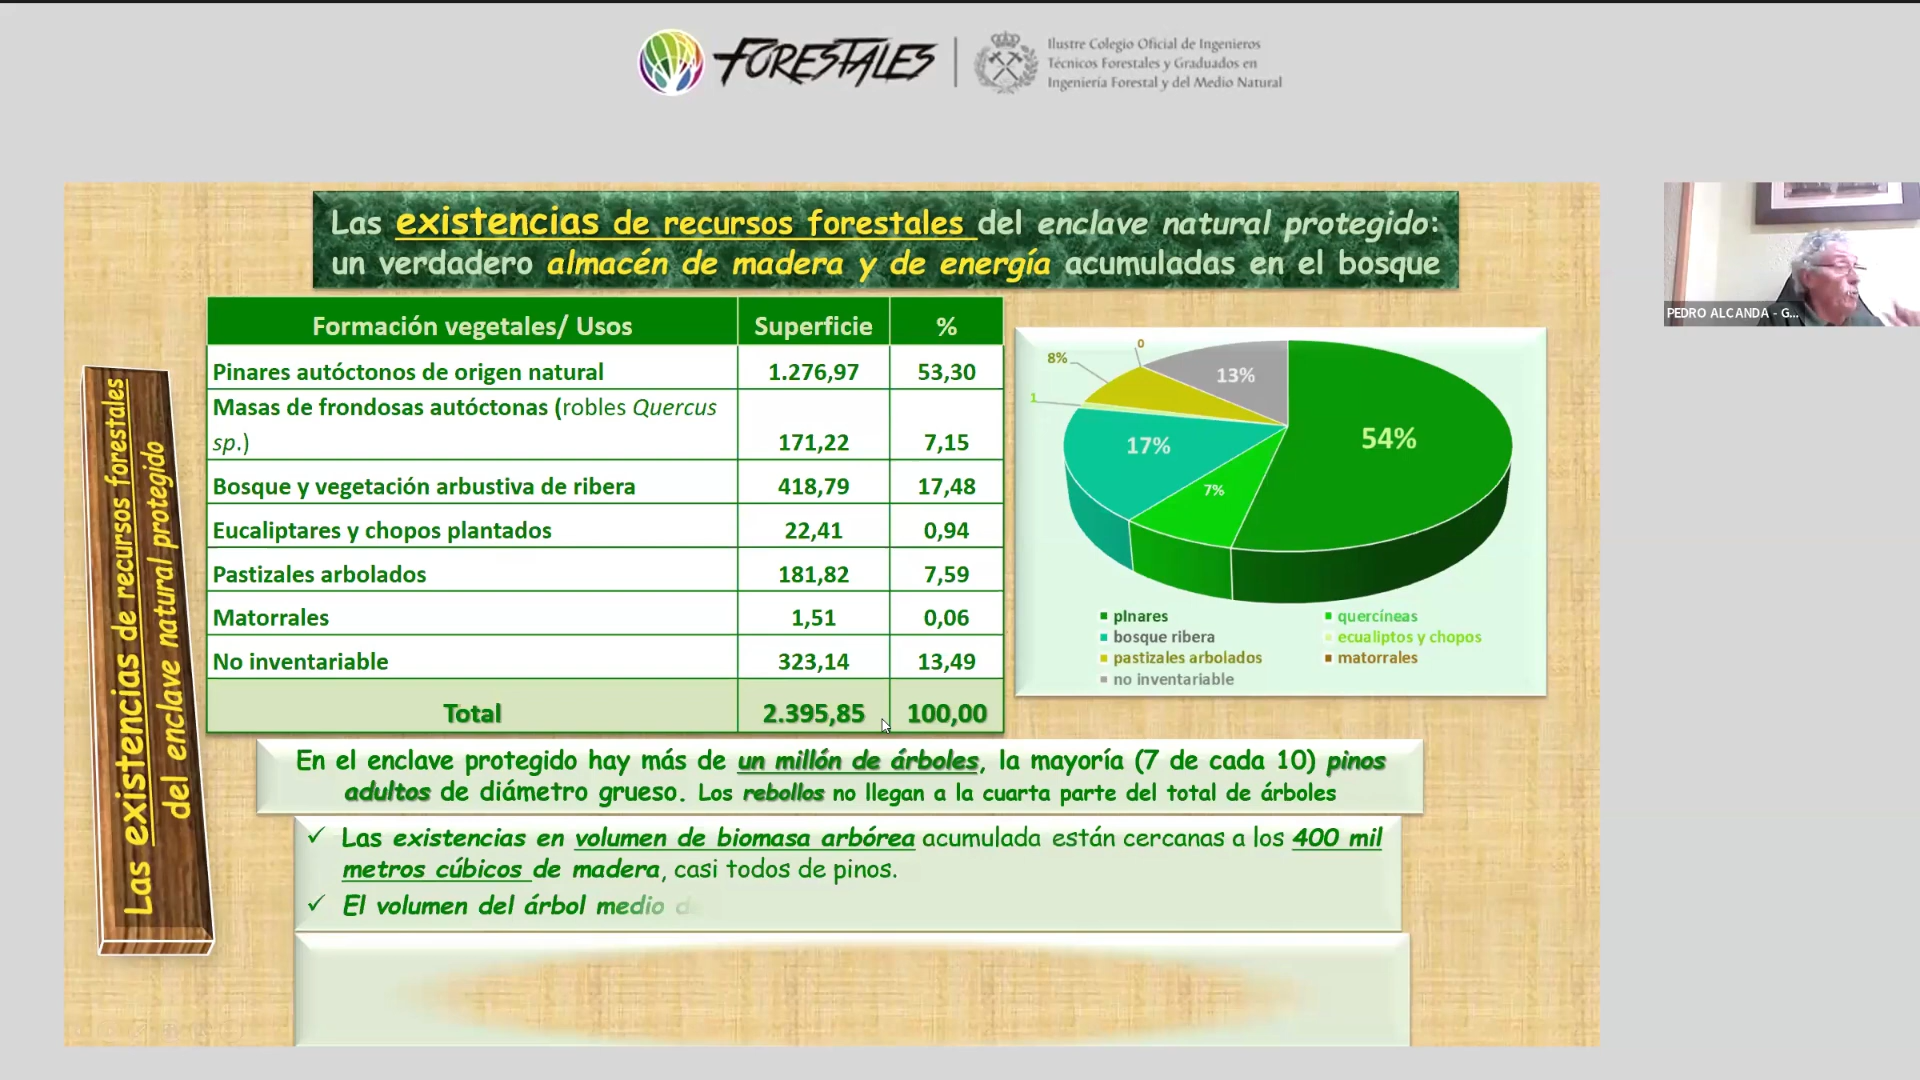 FORESTALES
Ilustre Colegio Oficial de Ingenieros
Técnicos Forestales y Graduados en
Ingeniería Forestal y del Medio Natural
Las existencias de recursos forestales del enclave natural protegido:
un verdadero almacén de madera y de energía acumuladas en el bosque
PEDRO ALCANDA - G...
Las existencias de recursos forestales
del enclave natural protegido
Formación vegetales/ Usos Superficie %
Pinares autóctonos de origen natural 1.276,97 53,30
Masas de frondosas autóctonas (robles Quercus
sp.) 171,22 7,15
Bosque y vegetación arbustiva de ribera 418,79 17,48
Eucaliptares y chopos plantados 22,41 0,94
Pastizales arbolados 181,82 7,59
Matorrales 1,51 0,06
No inventariable 323,14 13,49
Total 2.395,85 100,00
0
8%
13%
1
54%
17%
7%
pInares quercíneas
bosque ribera ecualiptos y chopos
pastizales arbolados matorrales
no inventariable
En el enclave protegido hay más de un millón de árboles, la mayoría (7 de cada 10) pinos
adultos de diámetro grueso. Los rebollos no llegan a la cuarta parte del total de árboles
✓ Las existencias en volumen de biomasa arbórea acumulada están cercanas a los 400 mil
metros cúbicos de madera, casi todos de pinos.
✓ El volumen del árbol medio d